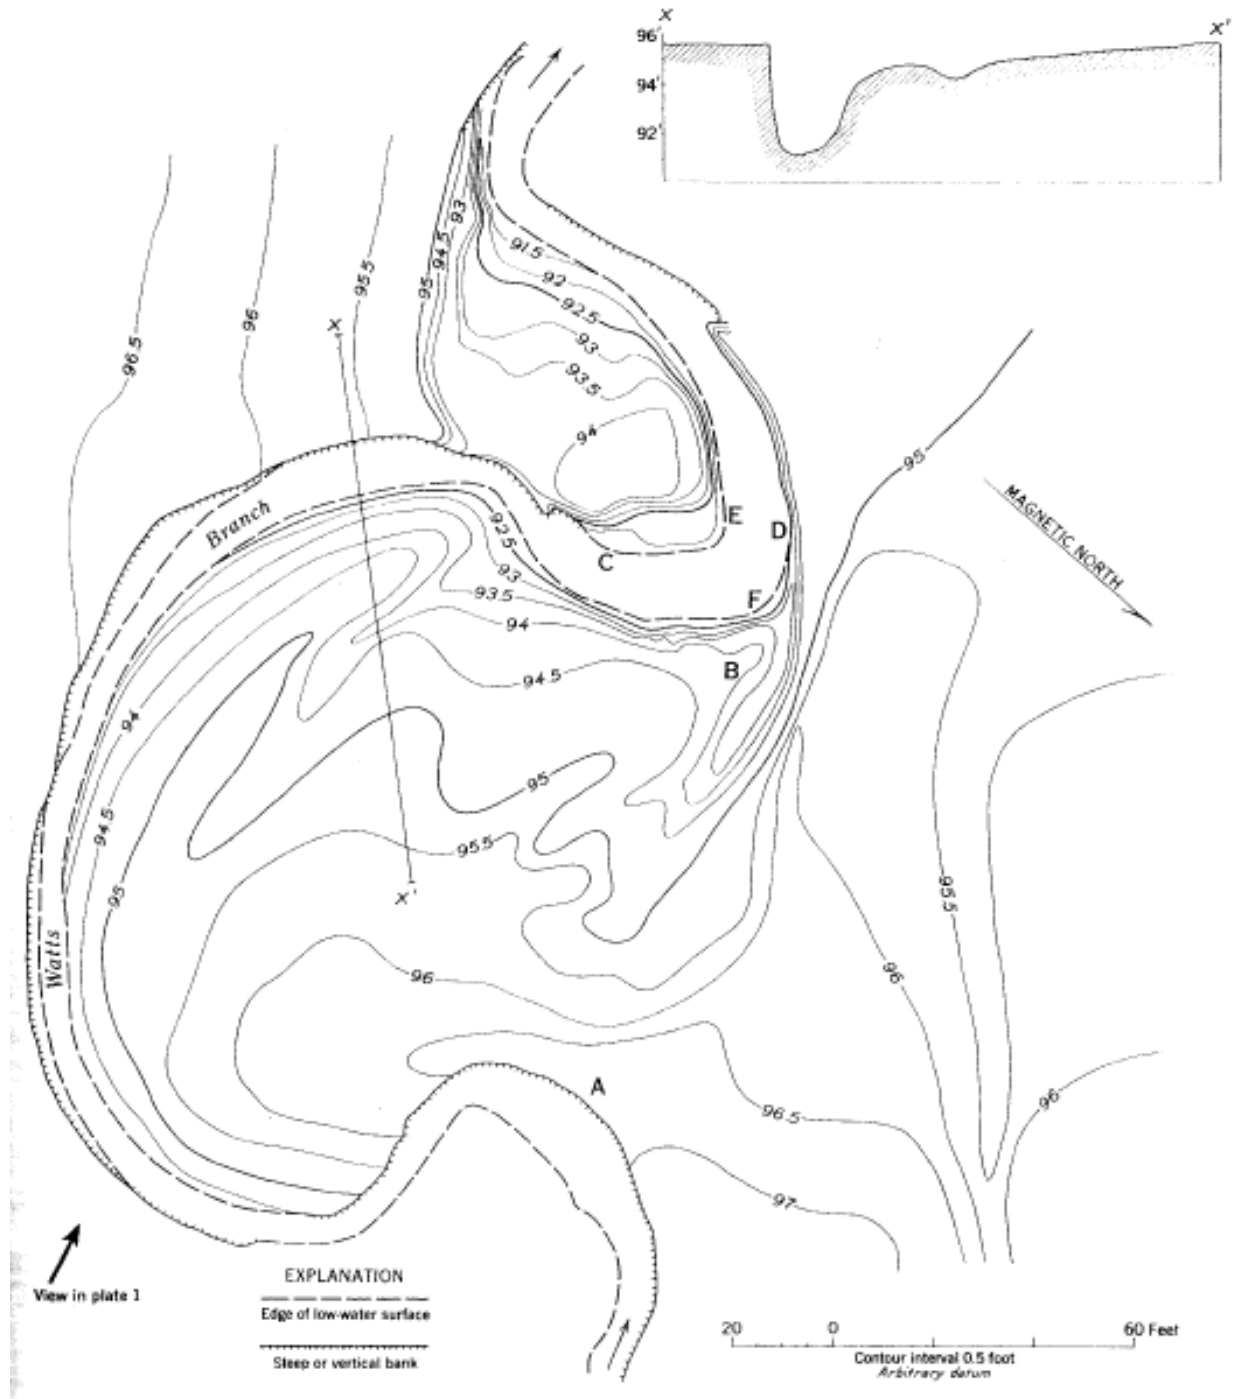 X
X'
96'
94'
92'
93
94.5
95
91.5
92
92.5
93
93.5
94
95.5
96
96.5
X
Branch
92.5
93
93.5
94
94.5
95
95.5
96
C
E
D
F
B
A
95
MAGNETIC NORTH
94
94.5
95
X'
Watts
95.5
96
96
96.5
97
View in plate 1
EXPLANATION
Edge of low-water surface
Steep or vertical bank
20 0 60 Feet
Contour interval 0.5 foot
Arbitrary datum